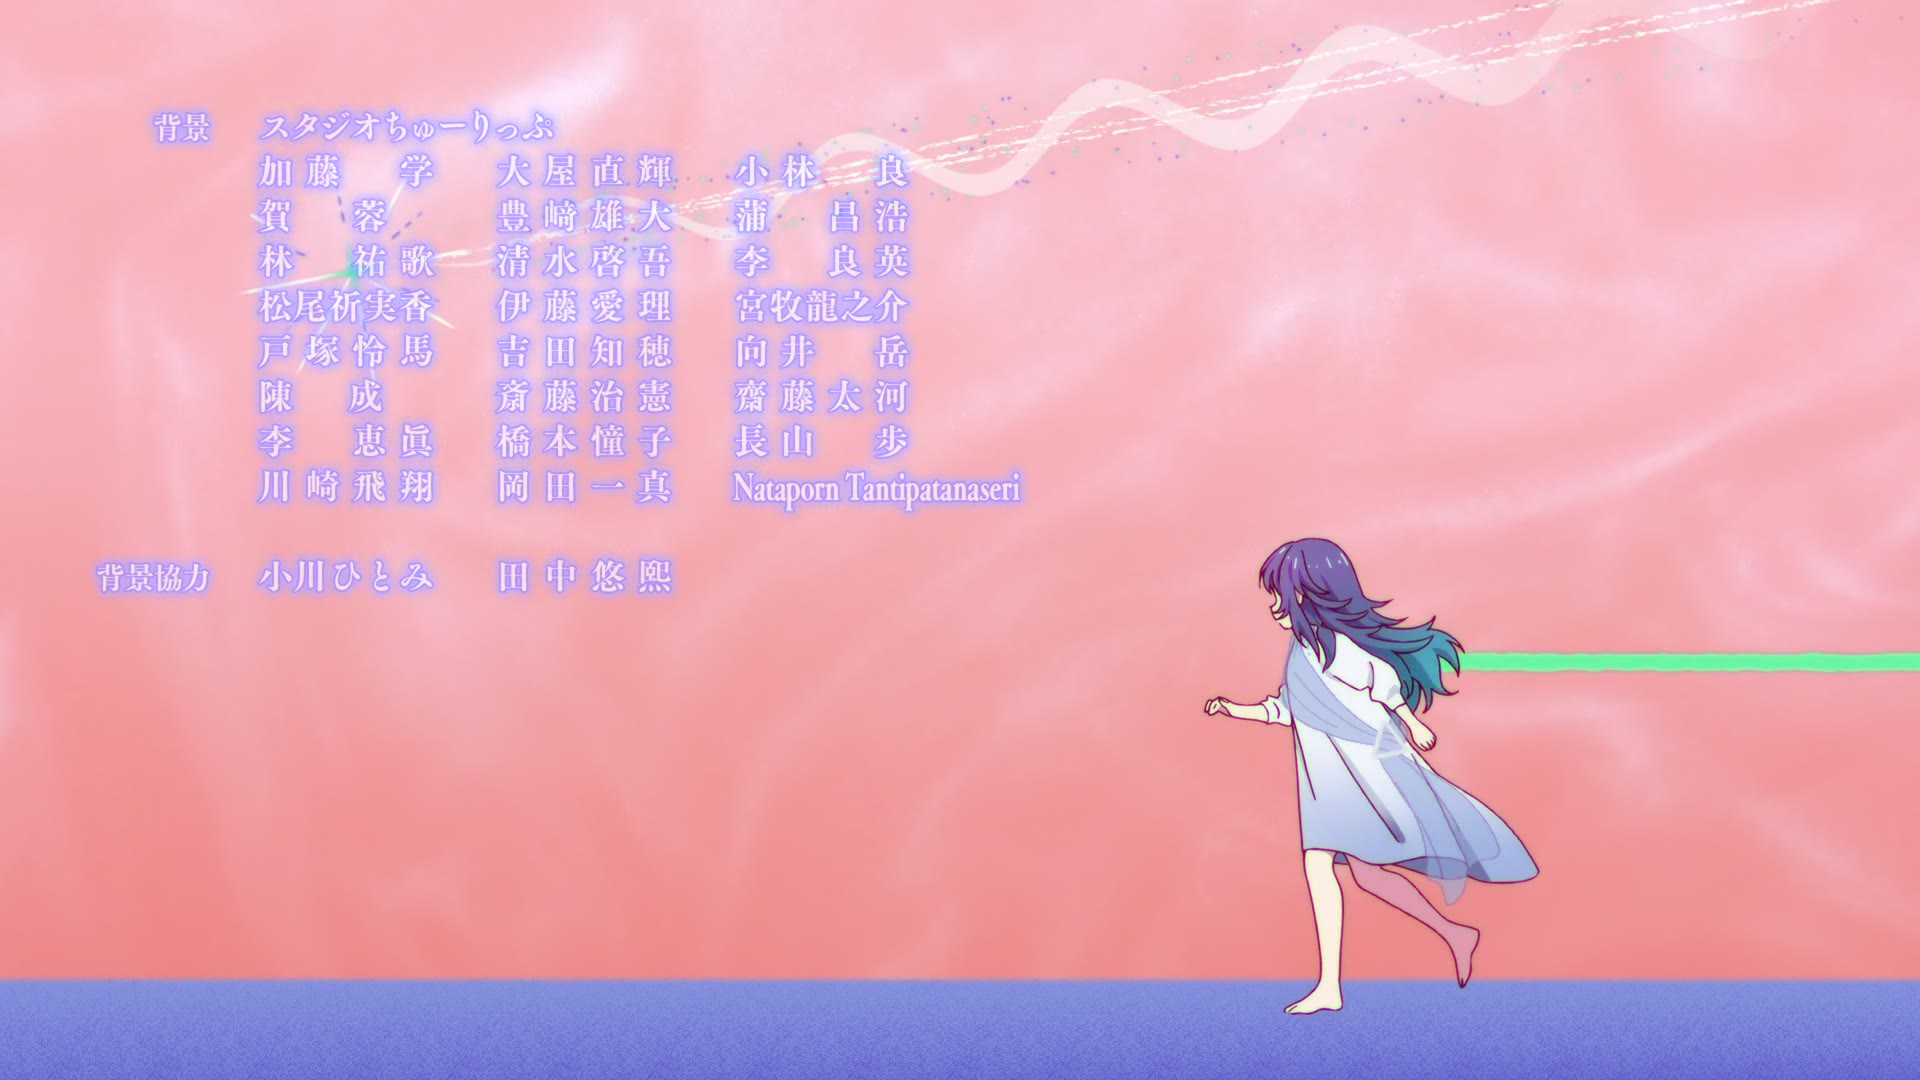 背景 スタジオちゅーりっぷ
加藤 学 大屋直輝 小林 良
賀 蓉 豊﨑雄大 蒲 昌浩
林 祐歌 清水啓吾 李 良英
松尾祈実香 伊藤愛理 宮牧龍之介
戸塚怜馬 吉田知穂 向井 岳
陳 成 斎藤治憲 齋藤太河
李 恵眞 橋本憧子 長山 歩
川崎飛翔 岡田一真 Nataporn Tantipatanaseri
背景協力 小川ひとみ 田中悠熙